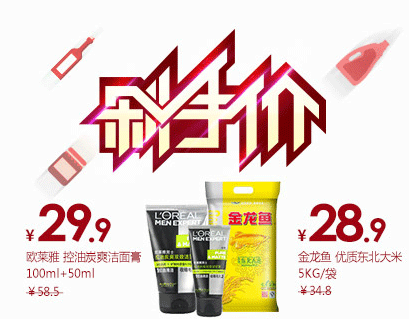 秒手价
¥29.9
欧莱雅 控油炭爽洁面膏
100ml+50ml
¥58.5
L'OREAL
MEN EXPERT
L'OREAL
MEN EXPERT
金龙鱼
¥28.9
金龙鱼 优质东北大米
5KG/袋
¥34.8